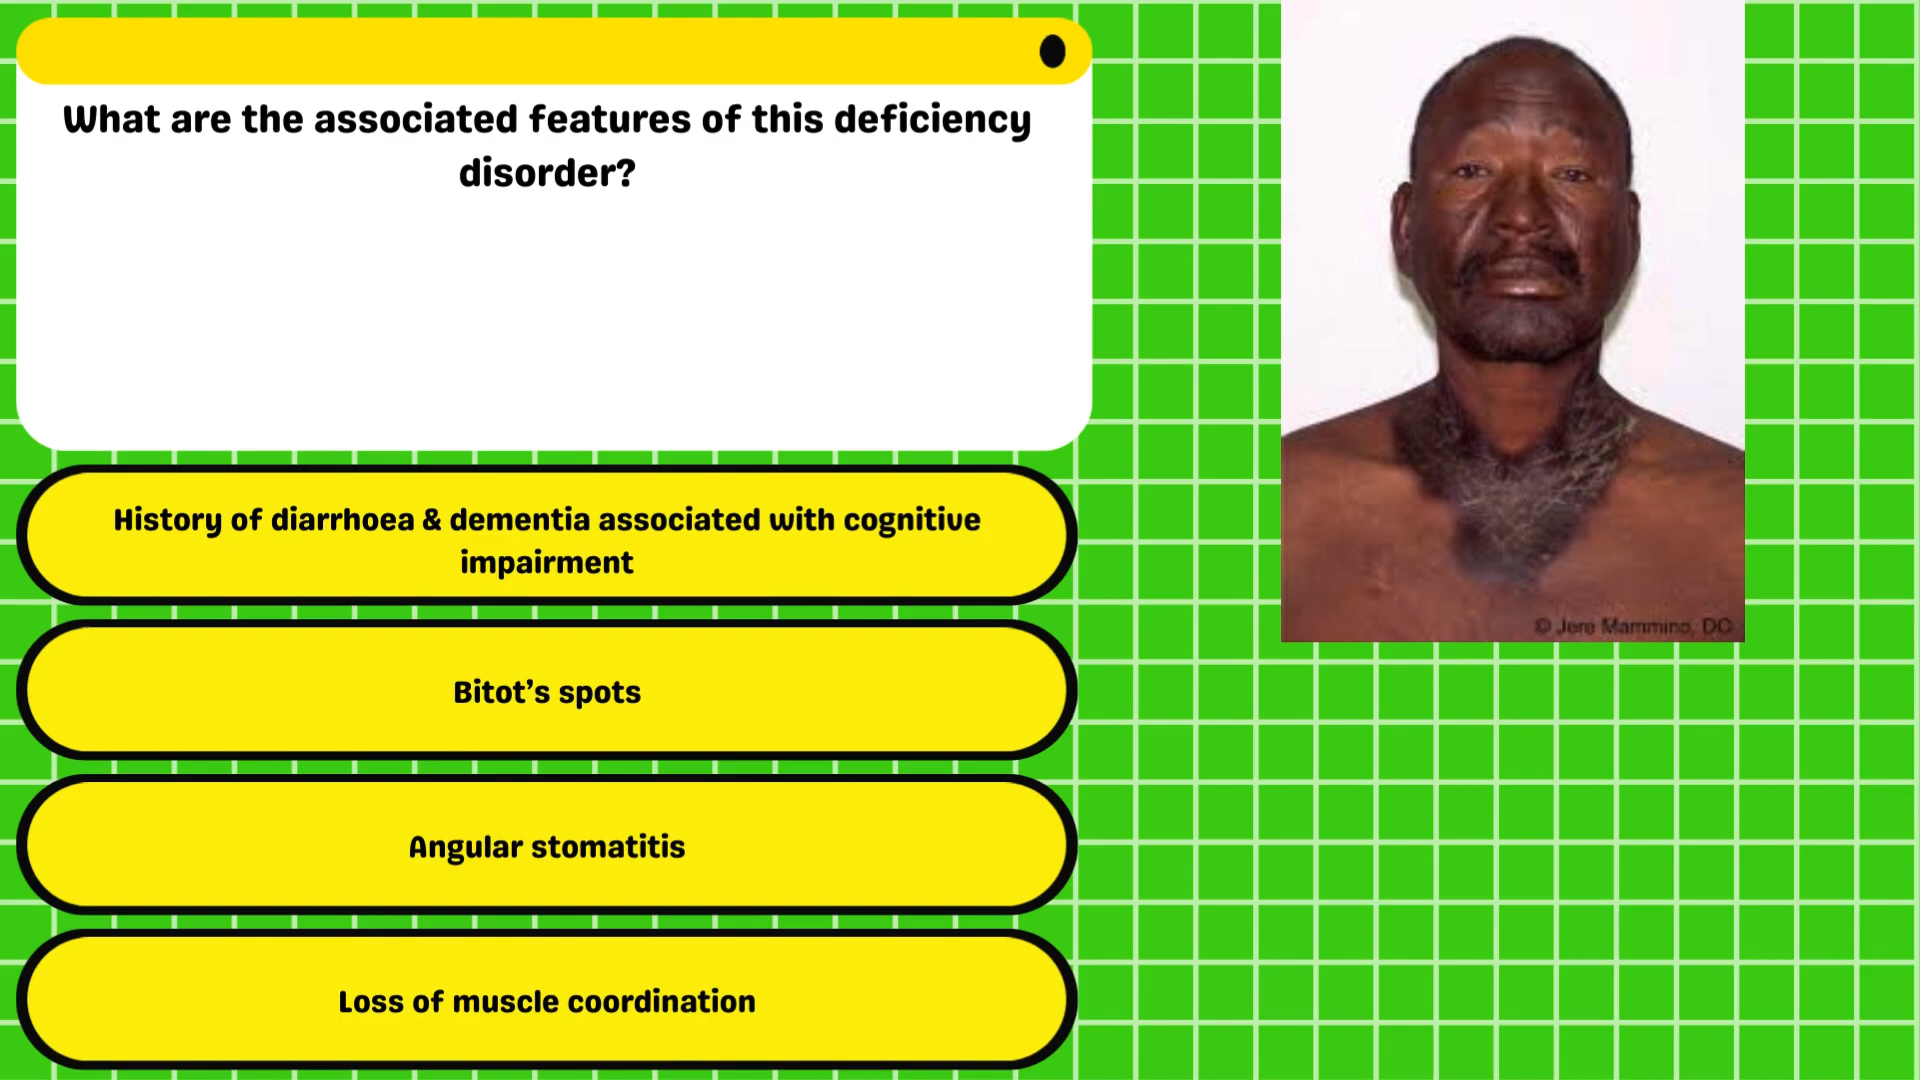 What are the associated features of this deficiency
disorder?
History of diarrhoea & dementia associated with cognitive
impairment
Bitot’s spots
Angular stomatitis
Loss of muscle coordination
© Jere Mammino, DO